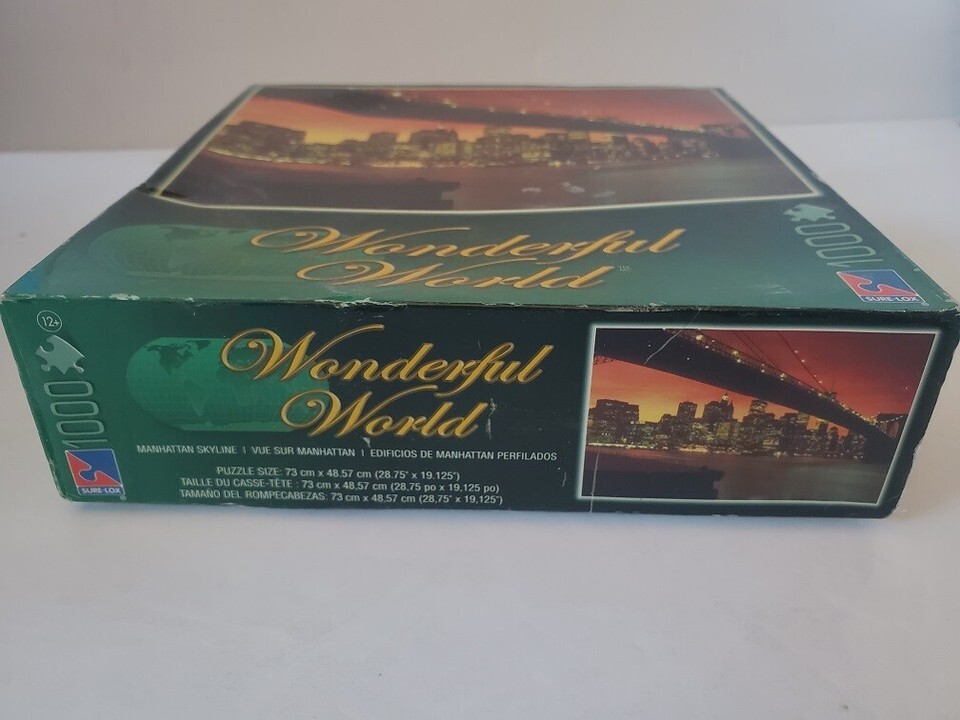 Wonderful
World
TM
1000
SURE-LOX
12+
1000
SURE-LOX
Wonderful
World
MANHATTAN SKYLINE | VUE SUR MANHATTAN | EDIFICIOS DE MANHATTAN PERFILADOS
PUZZLE SIZE: 73 cm x 48.57 cm (28.75" x 19.125")
TAILLE DU CASSE-TÊTE : 73 cm x 48,57 cm (28,75 po x 19,125 po)
TAMAÑO DEL ROMPECABEZAS: 73 cm x 48,57 cm (28,75" x 19,125")